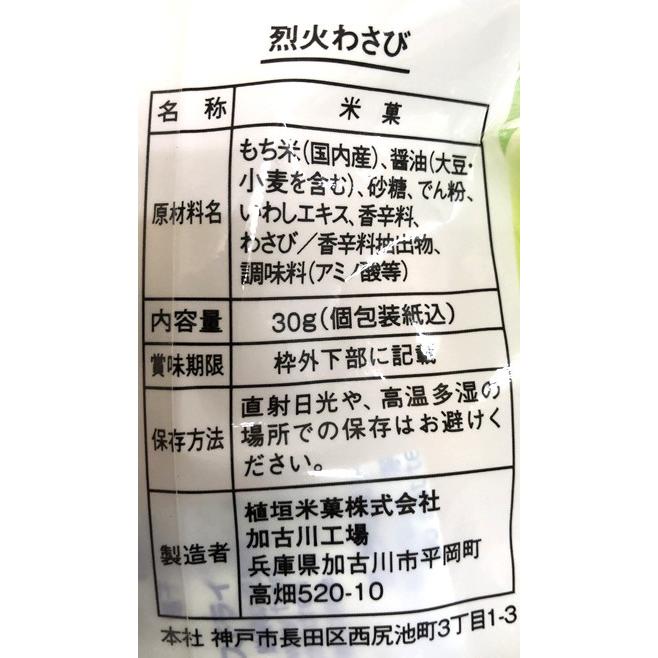 烈火わさび
名称 米菓
原材料名 もち米(国内産)、醤油(大豆・
小麦を含む)、砂糖、でん粉、
いわしエキス、香辛料、
わさび/香辛料抽出物、
調味料(アミノ酸等)
内容量 30g(個包装紙込)
賞味期限 枠外下部に記載
保存方法 直射日光や、高温多湿の
場所での保存はお避けく
ださい。
製造者 植垣米菓株式会社
加古川工場
兵庫県加古川市平岡町
高畑520-10
本社 神戸市長田区西尻池町3丁目1-3